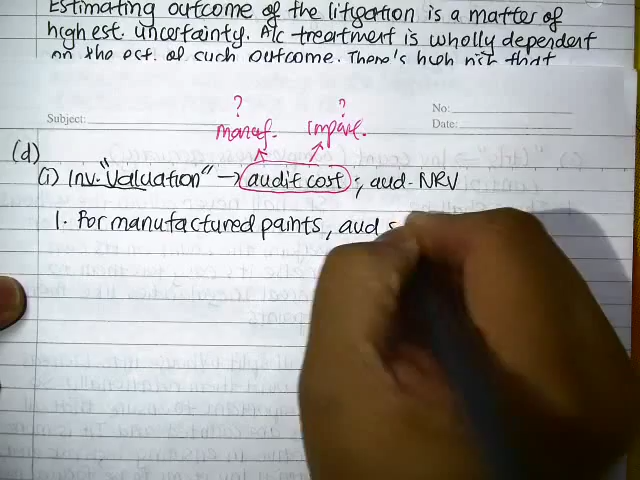 Estimating outcome of the litigation is a matter of
high est. uncertainty. A/c treatment is wholly dependent
on the est. of such outcome. There's high risk that
No:
Subject: Date:
? ?
manuf. import.
(d)
(i) Inv. "Valuation" → audit cost ; aud- NRV
1. For manufactured paints, aud s